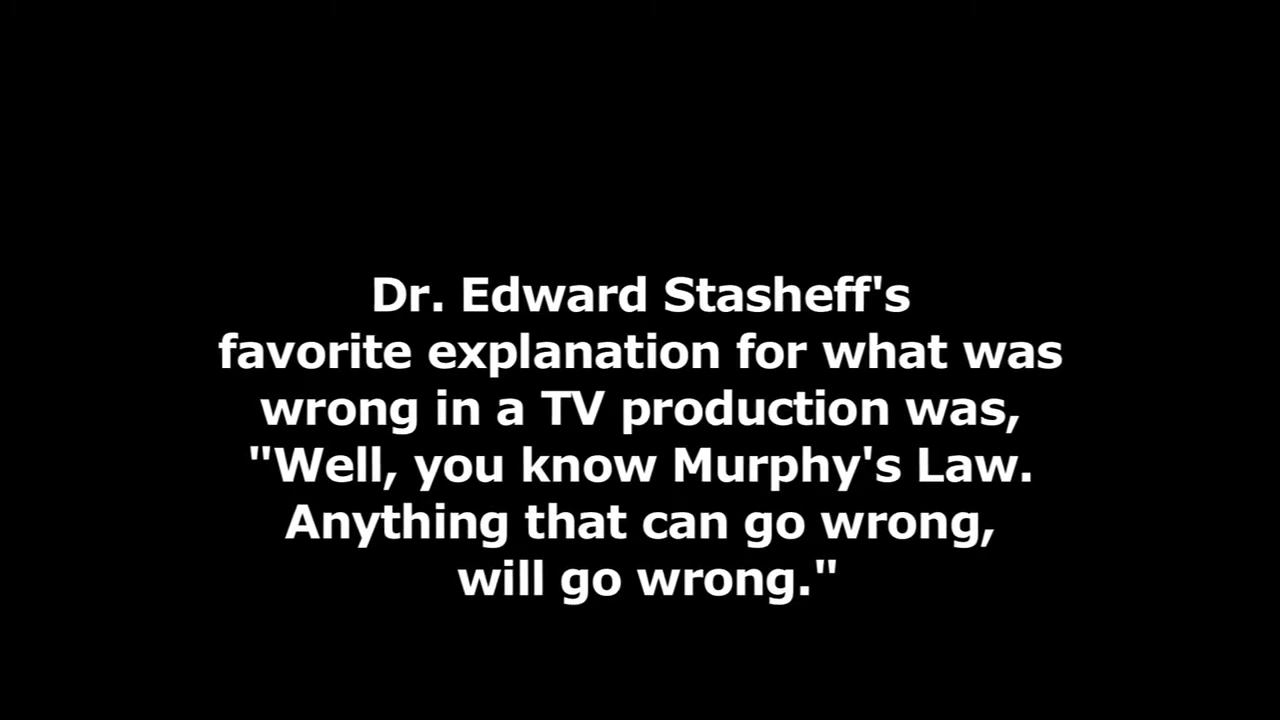 Dr. Edward Stasheff's
favorite explanation for what was
wrong in a TV production was,
"Well, you know Murphy's Law.
Anything that can go wrong,
will go wrong."